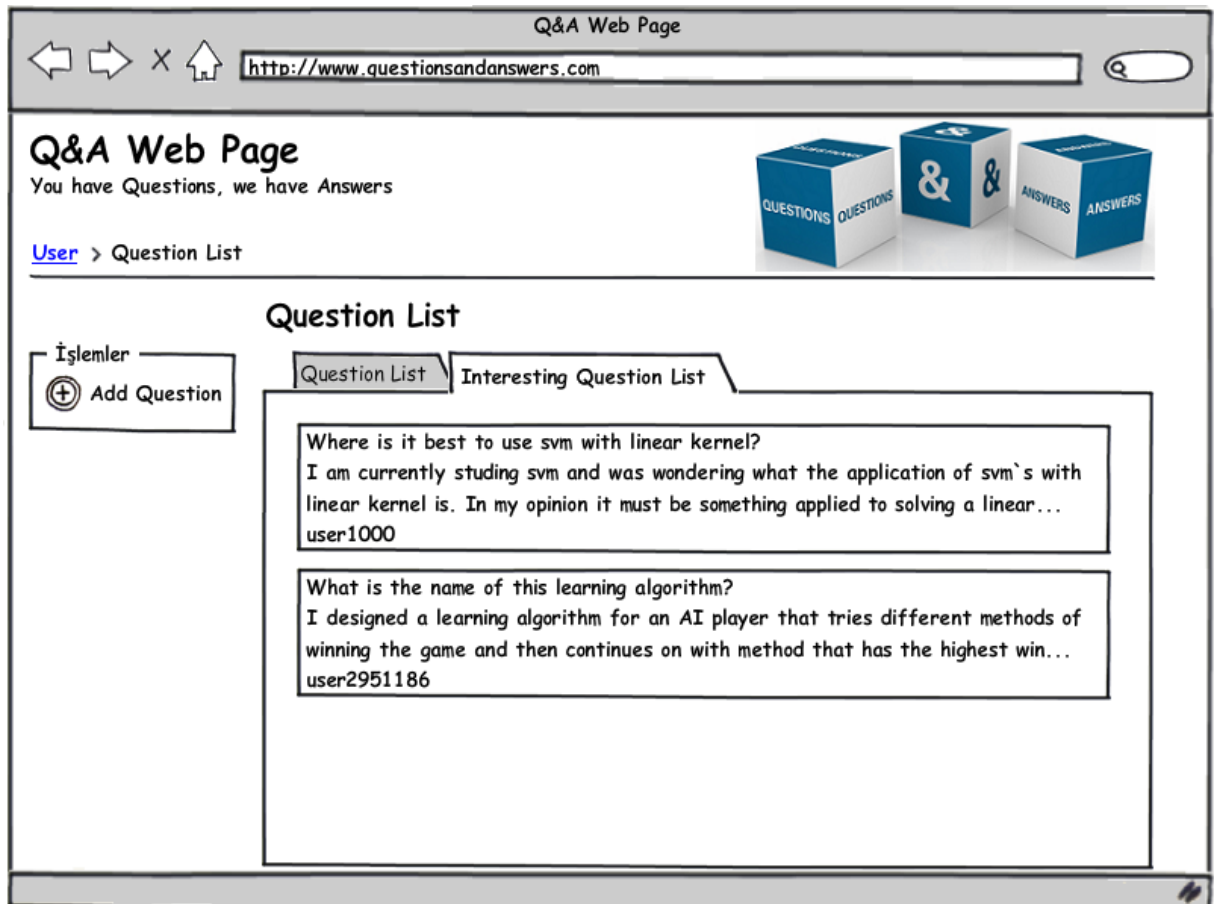 Q&A Web Page
http://www.questionsandanswers.com
Q&A Web Page
You have Questions, we have Answers
QUESTIONS
QUESTIONS
QUESTIONS
&
&
&
ANSWERS
ANSWERS
ANSWERS
User > Question List
Question List
İşlemler
Add Question
Question List
Interesting Question List
Where is it best to use svm with linear kernel?
I am currently studing svm and was wondering what the application of svm`s with
linear kernel is. In my opinion it must be something applied to solving a linear...
user1000
What is the name of this learning algorithm?
I designed a learning algorithm for an AI player that tries different methods of
winning the game and then continues on with method that has the highest win...
user2951186